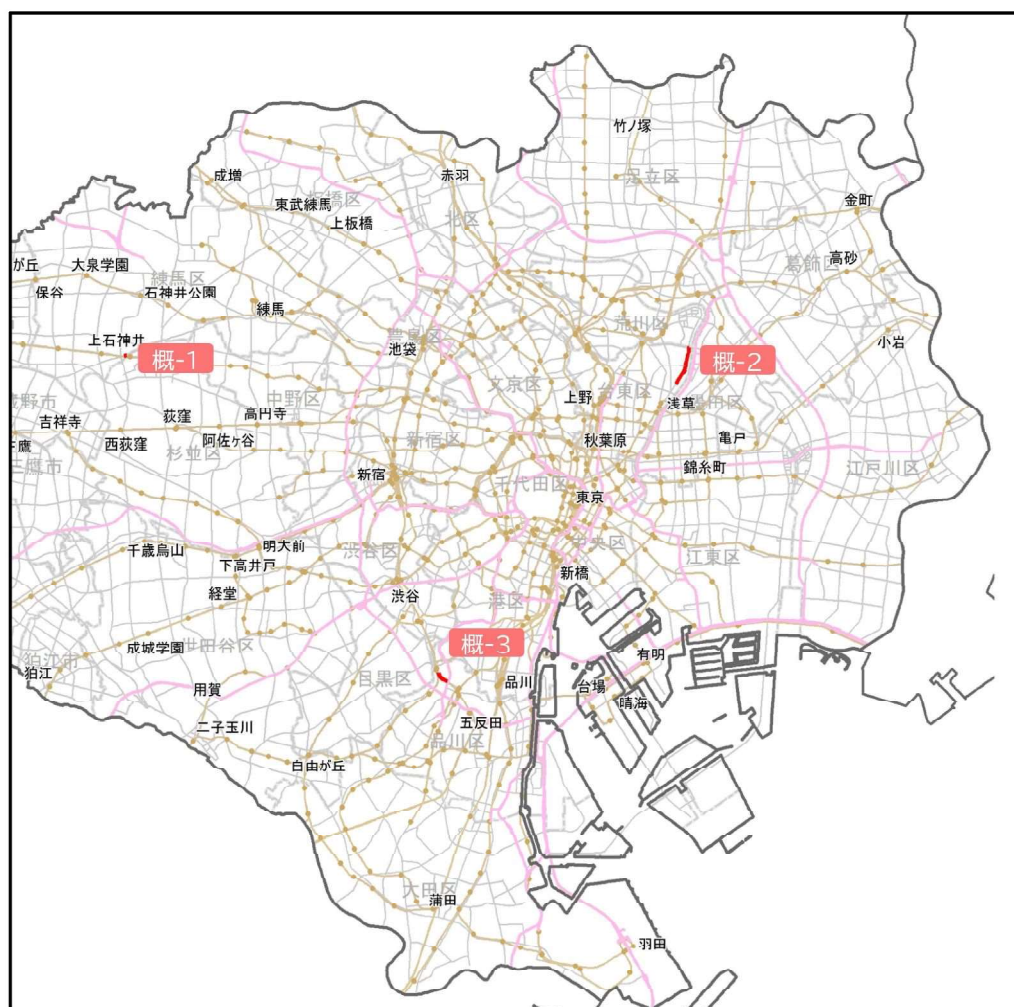 竹ノ塚
足立区
成増
赤羽
東武練馬
板橋区
北区
金町
上板橋
高砂
葛飾区
が丘
大泉学園
練馬区
保谷
石神井公園
練馬
荒川区
小岩
上石神井
豊島区
池袋
概-1
概-2
文京区
上野
台東区
浅草
墨田区
中野区
高円寺
荻窪
吉祥寺
西荻窪
阿佐ヶ谷
杉並区
新宿区
秋葉原
亀戸
三鷹市
新宿
千代田区
錦糸町
江戸川区
東京
千歳烏山
明大前
下高井戸
渋谷区
中央区
江東区
新橋
経堂
渋谷
港区
成城学園
世田谷区
概-3
狛江市
狛江
有明
目黒区
品川
台場
用賀
晴海
二子玉川
五反田
品川区
自由が丘
大田区
蒲田
羽田